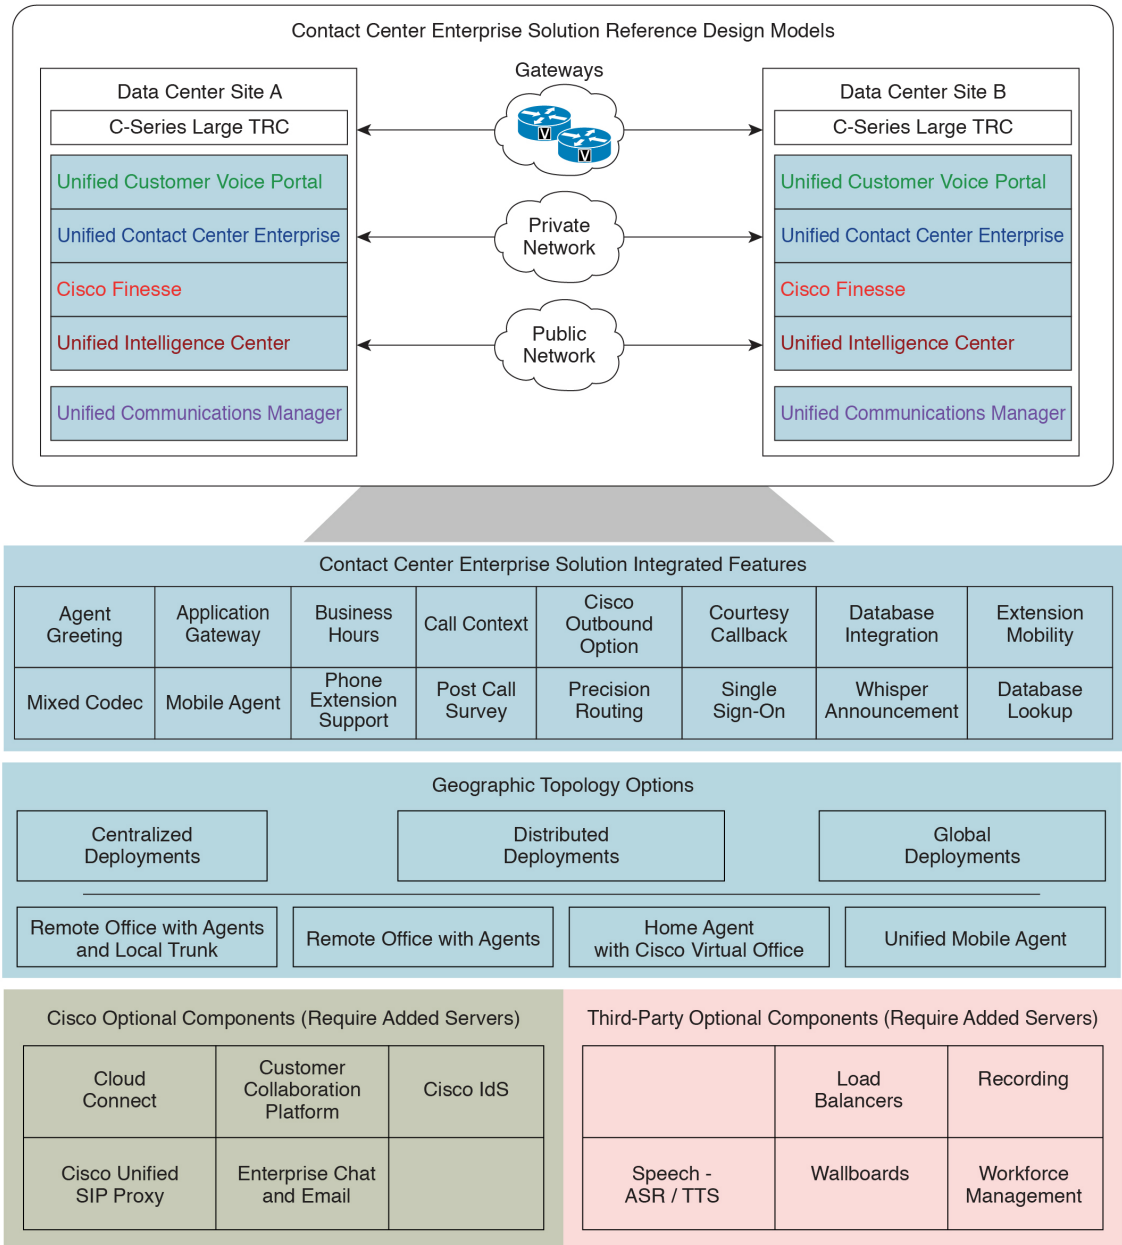 Contact Center Enterprise Solution Reference Design Models
Gateways
Data Center Site A
C-Series Large TRC
Unified Customer Voice Portal
Unified Contact Center Enterprise
Cisco Finesse
Unified Intelligence Center
Unified Communications Manager
V
V
Private
Network
Public
Network
Data Center Site B
C-Series Large TRC
Unified Customer Voice Portal
Unified Contact Center Enterprise
Cisco Finesse
Unified Intelligence Center
Unified Communications Manager
Contact Center Enterprise Solution Integrated Features
Agent
Greeting
Application
Gateway
Business
Hours
Call Context
Cisco
Outbound
Option
Courtesy
Callback
Database
Integration
Extension
Mobility
Mixed Codec
Mobile Agent
Phone
Extension
Support
Post Call
Survey
Precision
Routing
Single
Sign-On
Whisper
Announcement
Database
Lookup
Geographic Topology Options
Centralized
Deployments
Distributed
Deployments
Global
Deployments
Remote Office with Agents
and Local Trunk
Remote Office with Agents
Home Agent
with Cisco Virtual Office
Unified Mobile Agent
Cisco Optional Components (Require Added Servers)
Cloud
Connect
Customer
Collaboration
Platform
Cisco IdS
Cisco Unified
SIP Proxy
Enterprise Chat
and Email
Third-Party Optional Components (Require Added Servers)
Load
Balancers
Recording
Speech -
ASR / TTS
Wallboards
Workforce
Management